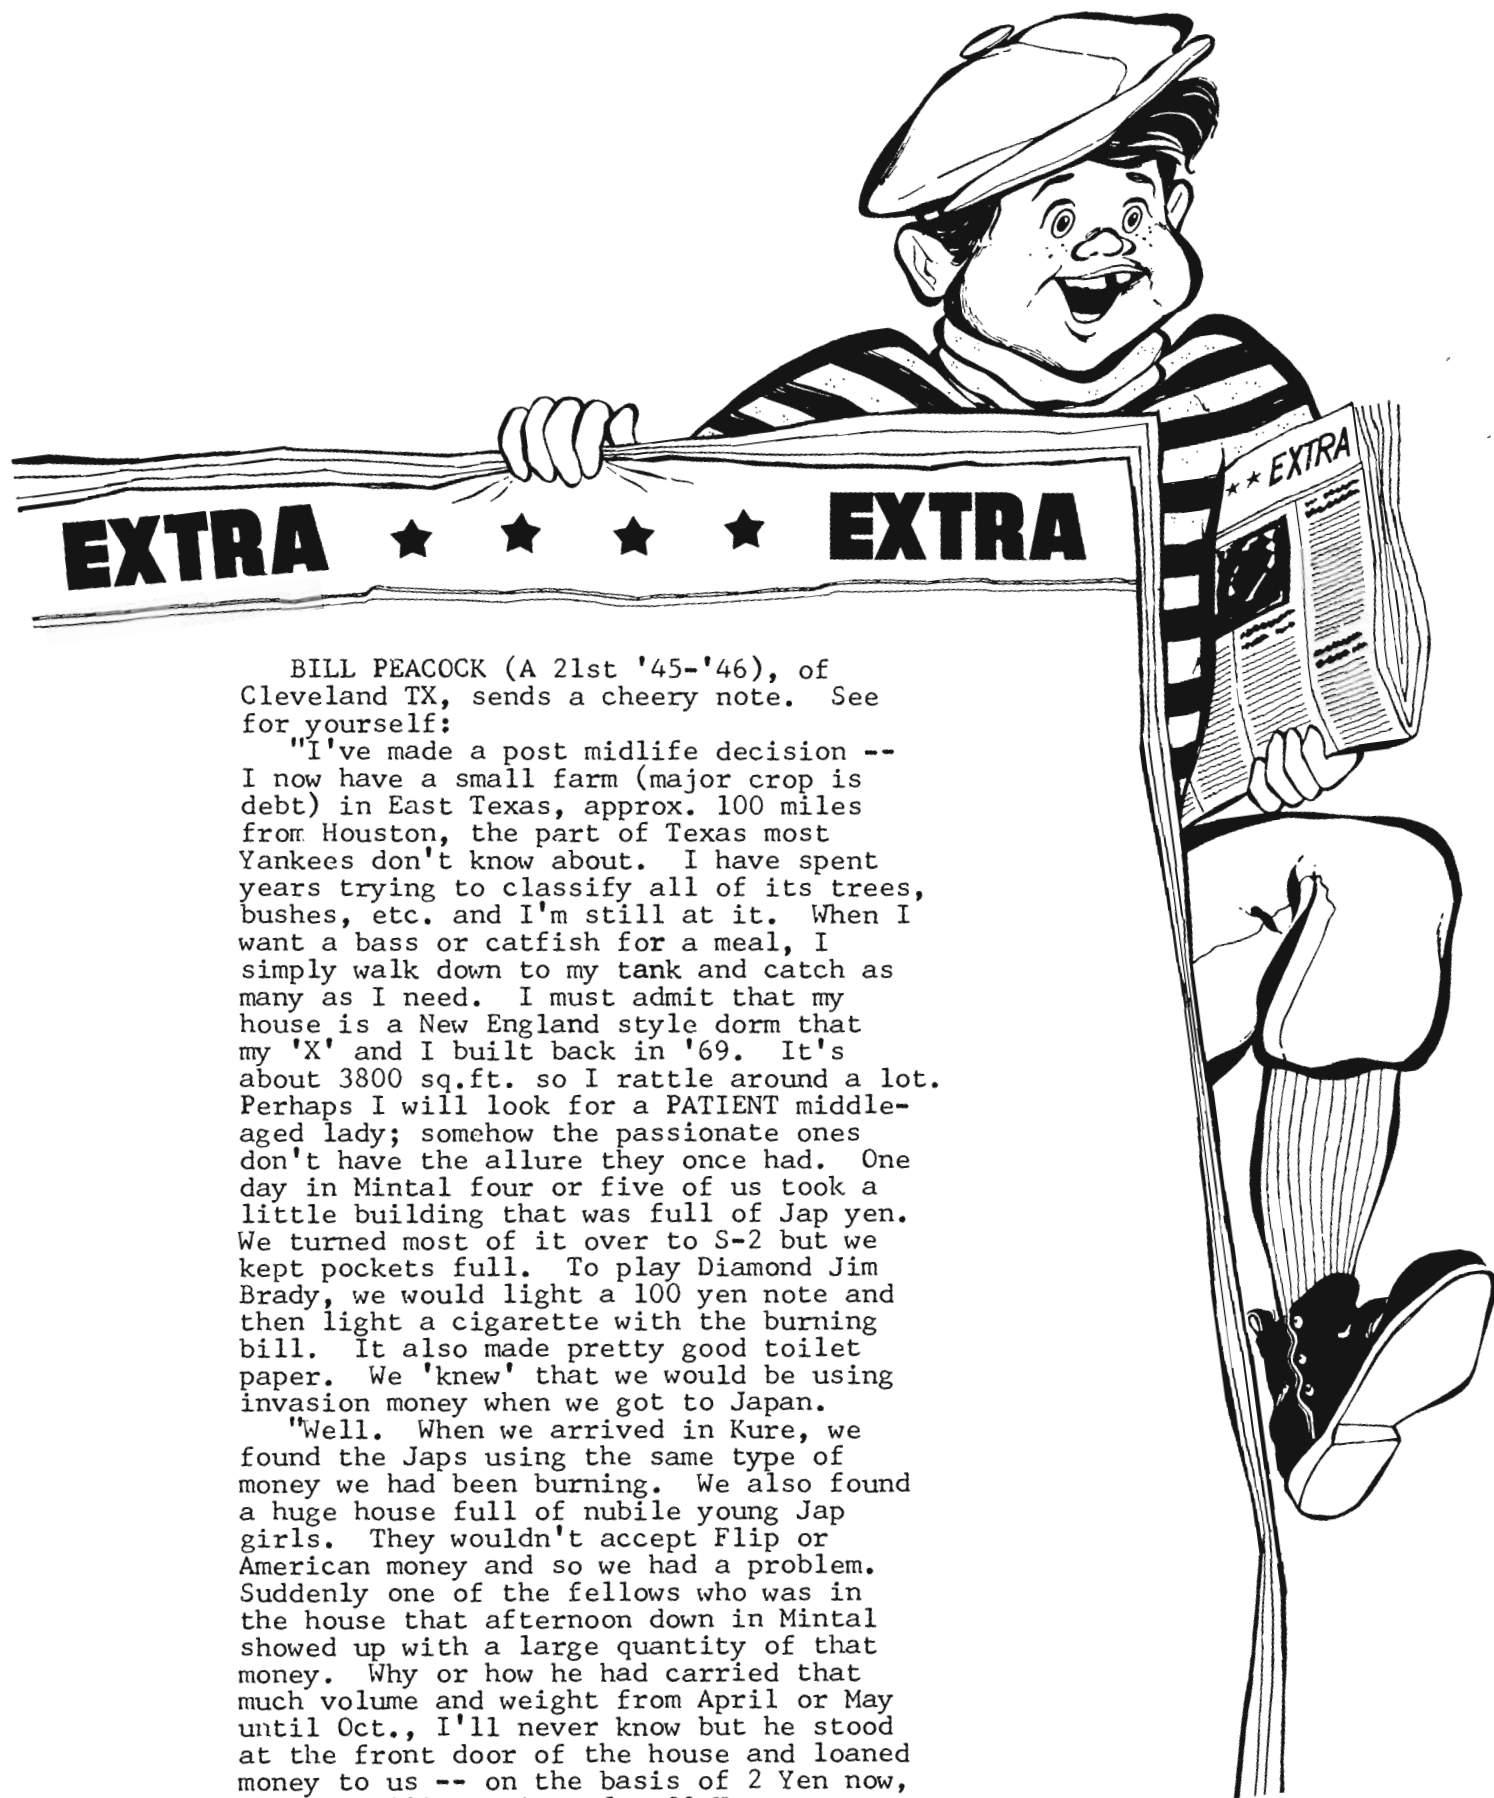 ★ ★ EXTRA
EXTRA ★ ★ ★ ★ EXTRA
BILL PEACOCK (A 21st '45-'46), of
Cleveland TX, sends a cheery note. See
for yourself:
"I've made a post midlife decision --
I now have a small farm (major crop is
debt) in East Texas, approx. 100 miles
from Houston, the part of Texas most
Yankees don't know about. I have spent
years trying to classify all of its trees,
bushes, etc. and I'm still at it. When I
want a bass or catfish for a meal, I
simply walk down to my tank and catch as
many as I need. I must admit that my
house is a New England style dorm that
my 'X' and I built back in '69. It's
about 3800 sq.ft. so I rattle around a lot.
Perhaps I will look for a PATIENT middle-
aged lady; somehow the passionate ones
don't have the allure they once had. One
day in Mintal four or five of us took a
little building that was full of Jap yen.
We turned most of it over to S-2 but we
kept pockets full. To play Diamond Jim
Brady, we would light a 100 yen note and
then light a cigarette with the burning
bill. It also made pretty good toilet
paper. We 'knew' that we would be using
invasion money when we got to Japan.
"Well. When we arrived in Kure, we
found the Japs using the same type of
money we had been burning. We also found
a huge house full of nubile young Jap
girls. They wouldn't accept Flip or
American money and so we had a problem.
Suddenly one of the fellows who was in
the house that afternoon down in Mintal
showed up with a large quantity of that
money. Why or how he had carried that
much volume and weight from April or May
until Oct., I'll never know but he stood
at the front door of the house and loaned
money to us -- on the basis of 2 Yen now,